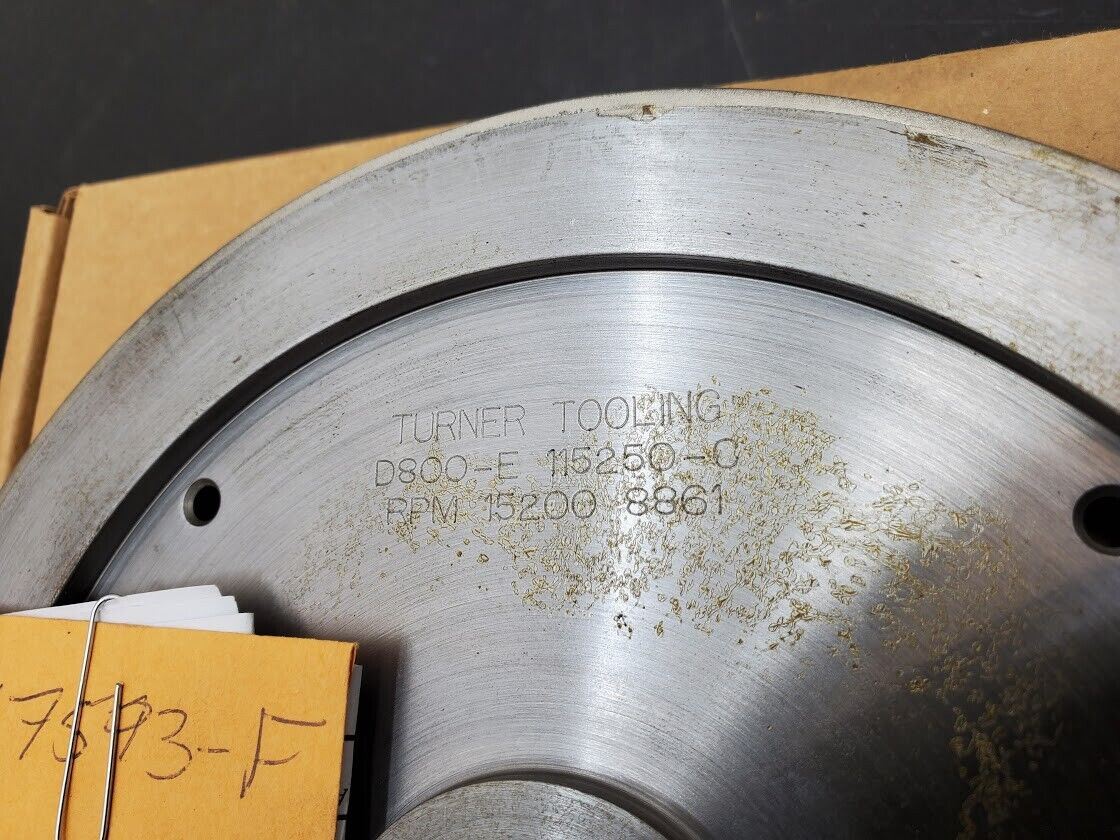 TURNER TOOLING
D800-E 115250-C
RPM 15200 8861
7593-F